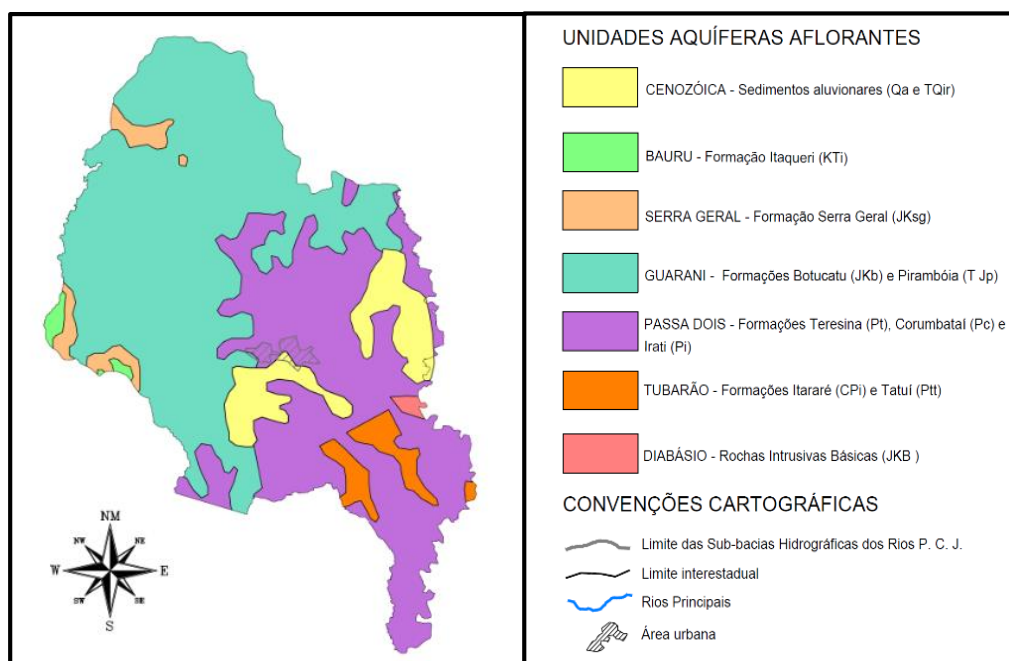 UNIDADES AQUÍFERAS AFLORANTES
CENOZÓICA - Sedimentos aluvionares (Qa e TQir)
BAURU - Formação Itaqueri (KTi)
SERRA GERAL - Formação Serra Geral (JKsg)
GUARANI - Formações Botucatu (JKb) e Pirambóia (T Jp)
PASSA DOIS - Formações Teresina (Pt), Corumbataí (Pc) e
Irati (Pi)
TUBARÃO - Formações Itararé (CPi) e Tatuí (Ptt)
DIABÁSIO - Rochas Intrusivas Básicas (JKB )
CONVENÇÕES CARTOGRÁFICAS
Limite das Sub-bacias Hidrográficas dos Rios P. C. J.
Limite interestadual
Rios Principais
Área urbana
NM
NW
NE
W
E
SW
SE
S